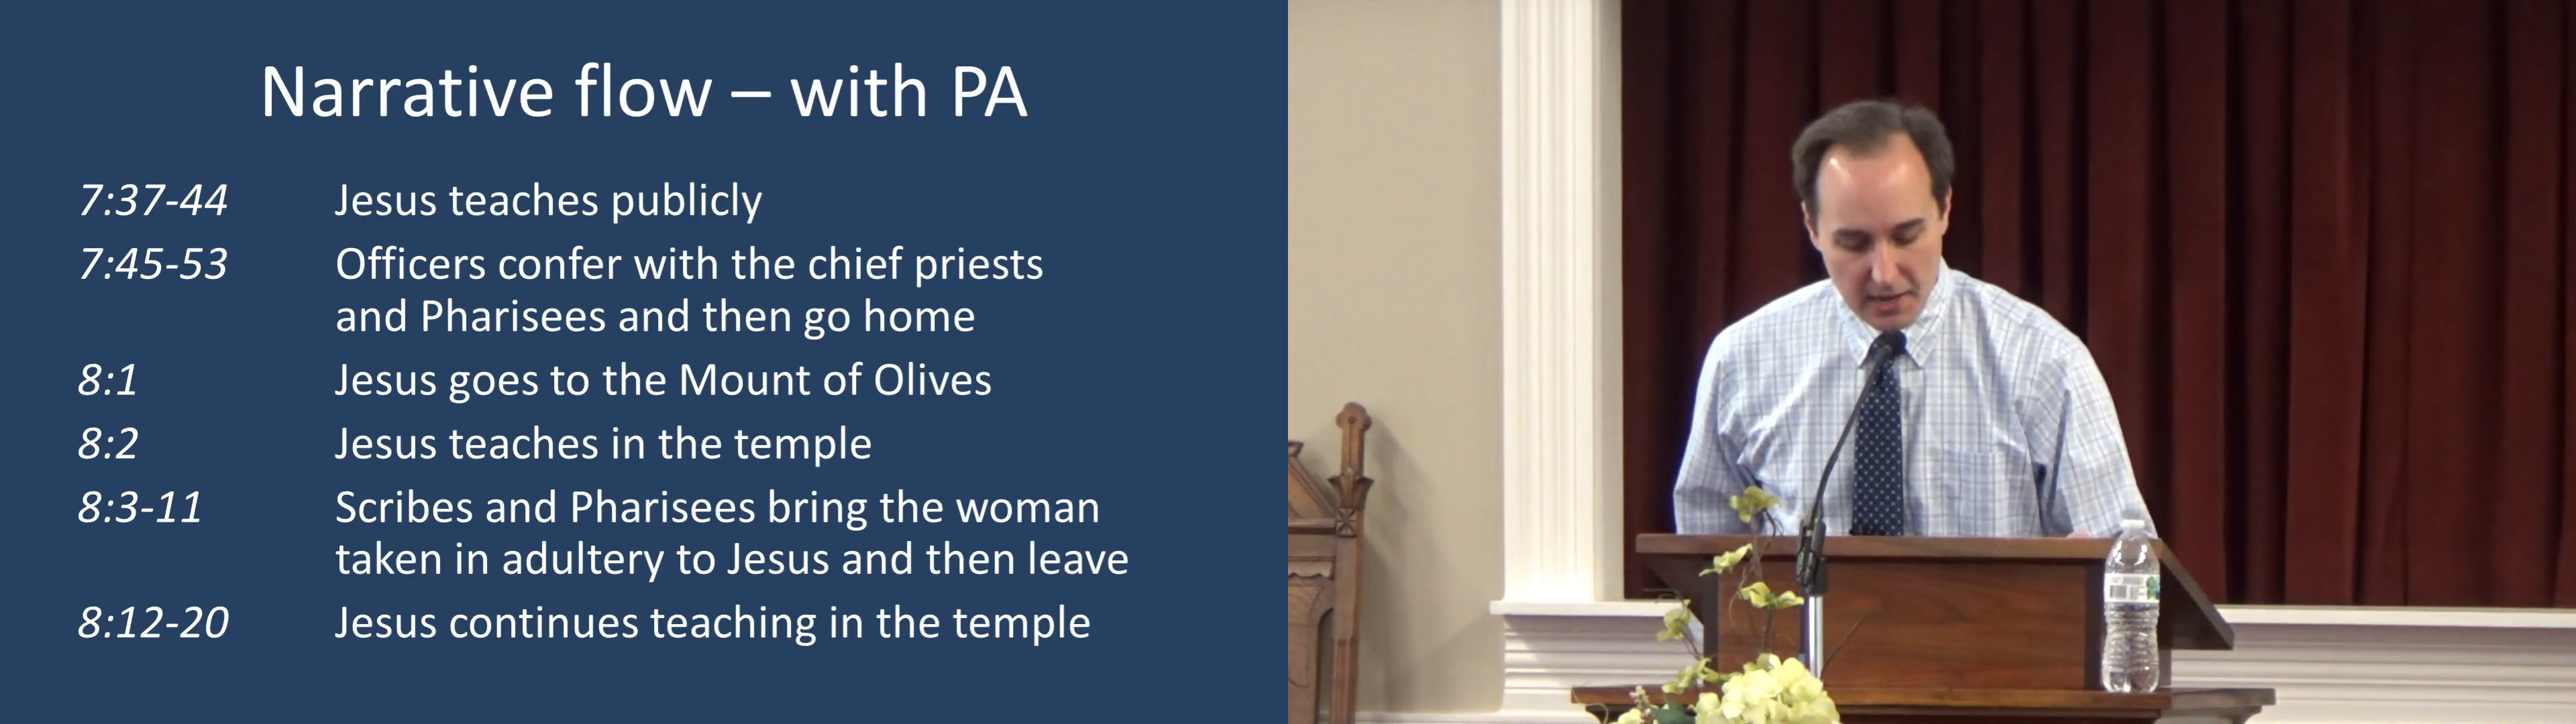 Narrative flow – with PA
7:37-44 Jesus teaches publicly
7:45-53 Officers confer with the chief priests
and Pharisees and then go home
8:1 Jesus goes to the Mount of Olives
8:2 Jesus teaches in the temple
8:3-11 Scribes and Pharisees bring the woman
taken in adultery to Jesus and then leave
8:12-20 Jesus continues teaching in the temple